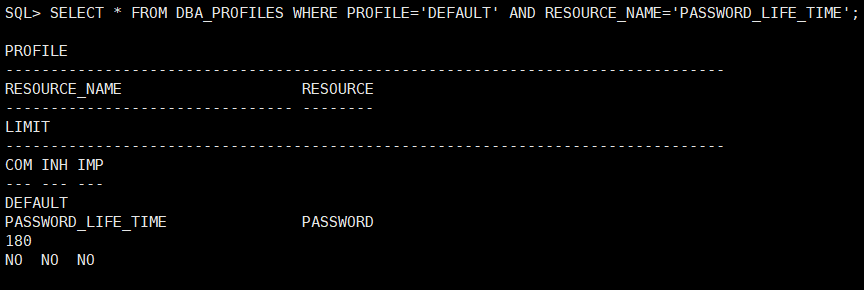 SQL> SELECT * FROM DBA_PROFILES WHERE PROFILE='DEFAULT' AND RESOURCE_NAME='PASSWORD_LIFE_TIME';
PROFILE
--------------------------------------------------------------------------------
RESOURCE_NAME                    RESOURCE
-------------------------------- --------
LIMIT
--------------------------------------------------------------------------------
COM INH IMP
--- --- ---
DEFAULT
PASSWORD_LIFE_TIME               PASSWORD
180
NO  NO  NO